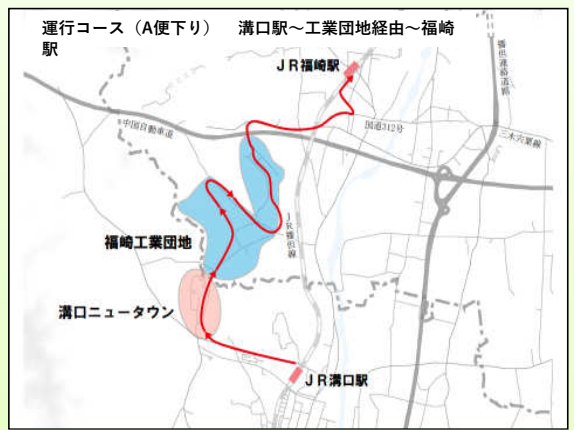 運行コース（A便下り）　溝口駅～工業団地経由～福崎
駅
ＪＲ福崎駅
播但連絡道路
国道312号
三木宍粟線
中国自動車道
ＪＲ播但線
福崎工業団地
溝口ニュータウン
ＪＲ溝口駅